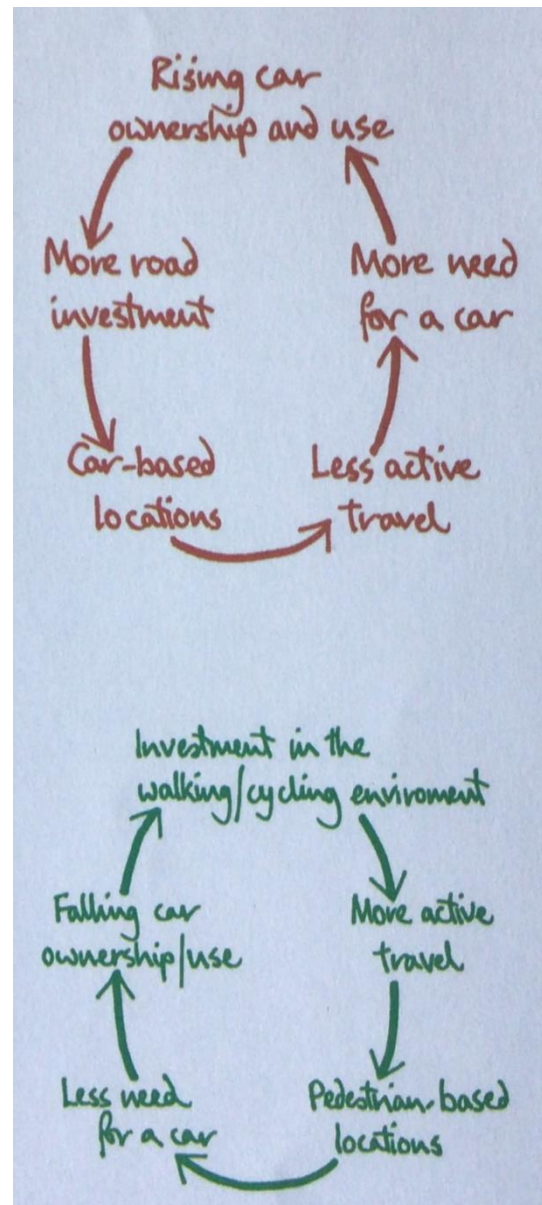 Rising car
ownership and use
More road
investment
Car-based
locations
Less active
travel
More need
for a car
Investment in the
walking/cycling enviroment
More active
travel
Pedestrian-based
locations
Less need
for a car
Falling car
ownership/use